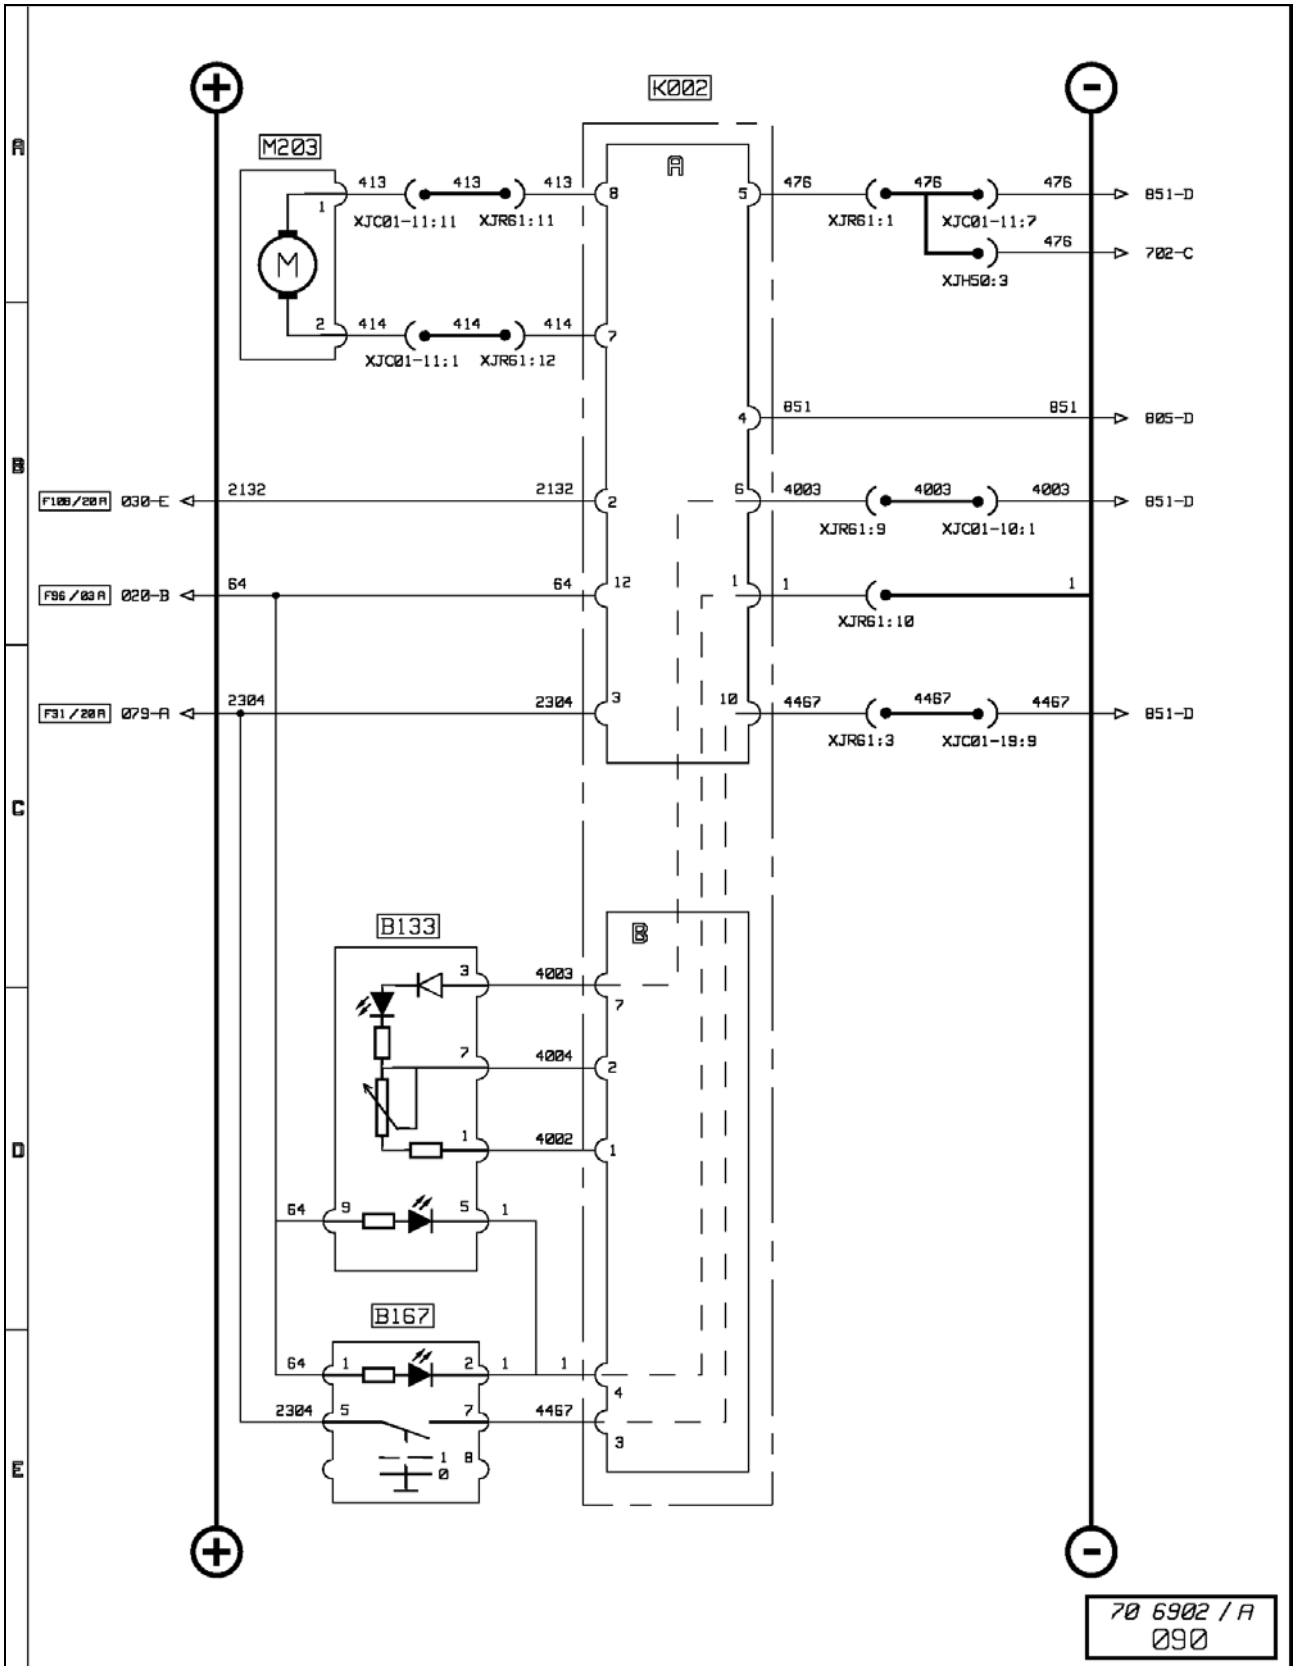 +
-
K002
A
M203
A
413 413 413 8 5 476 476 476 851-D
1 XJC01-11:11 XJR61:11 XJR61:1 XJC01-11:7
476 702-C
M
XJH50:3
2 414 414 414 7
XJC01-11:1 XJR61:12
4 851 851 805-D
B
F108/20A 030-E 2132 2132 2 6 4003 4003 4003 851-D
XJR61:9 XJC01-10:1
F96/03A 020-B 64 64 12 1 1 1
XJR61:10
F31/20A 079-A 2304 2304 3 10 4467 4467 4467 851-D
XJR61:3 XJC01-19:9
C
B133
B
3 4003 7
7 4004 2
D
1 4002 1
64 9 5 1
B167
64 1 2 1 1 4
2304 5 7 4467 3
1 8
E
0
+
-
70 6902 / A
090